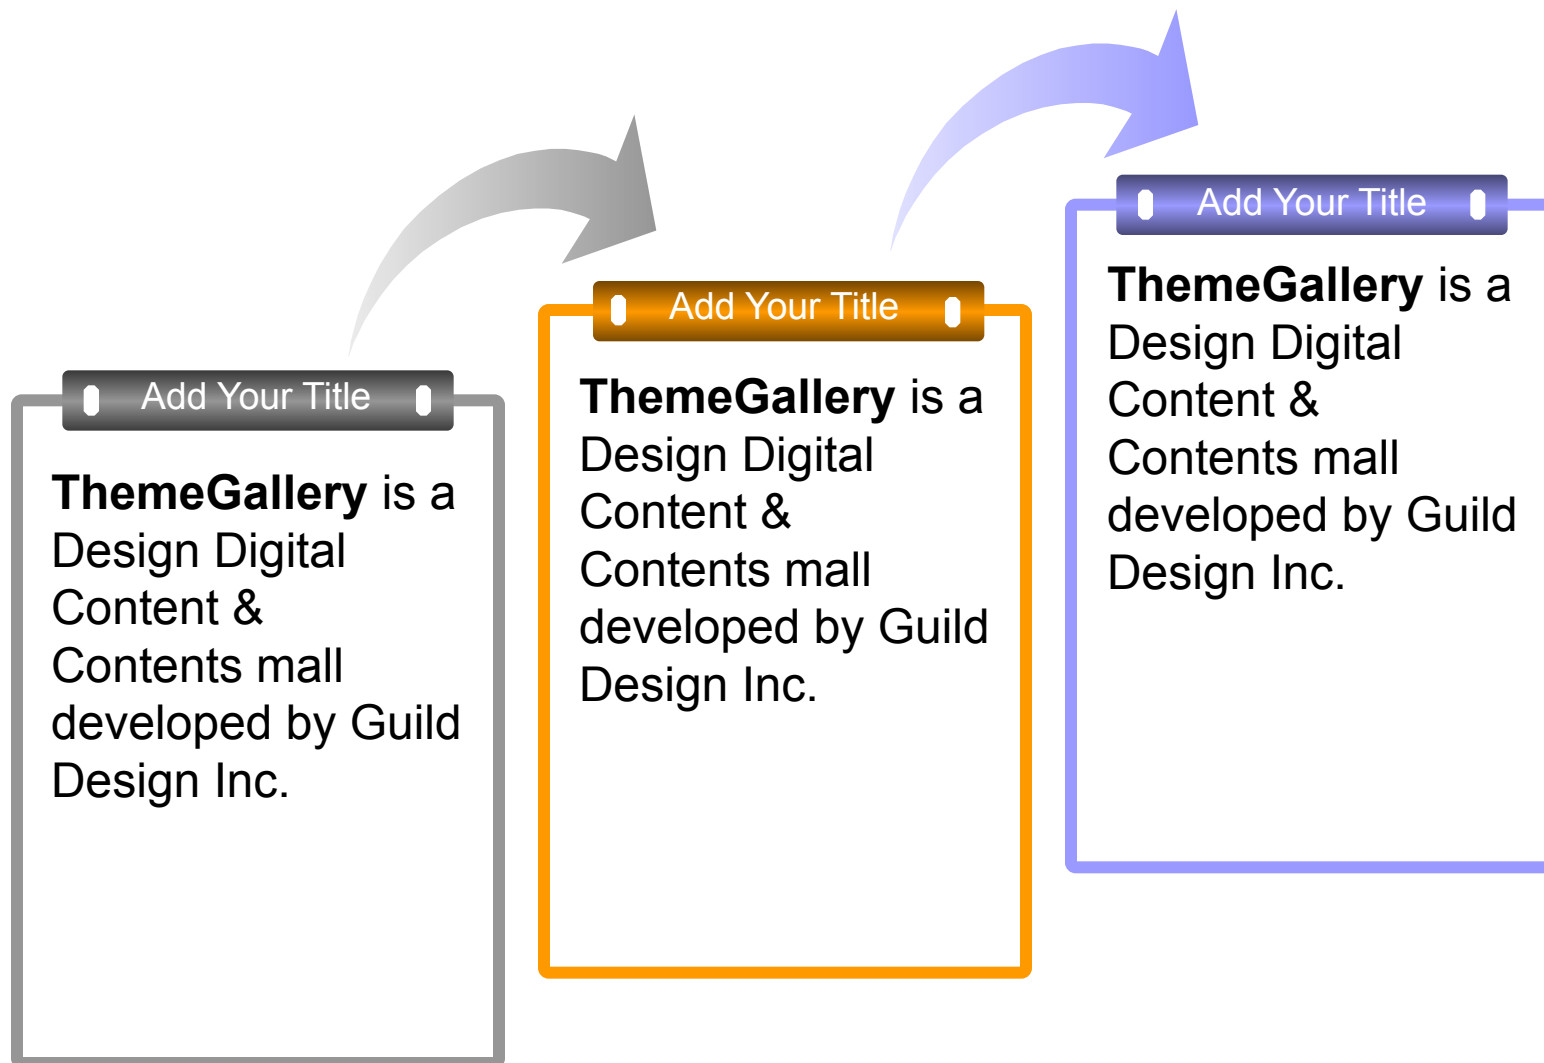 Add Your Title
ThemeGallery is a
Design Digital
Content &
Contents mall
developed by Guild
Design Inc.
Add Your Title
ThemeGallery is a
Design Digital
Content &
Contents mall
developed by Guild
Design Inc.
Add Your Title
ThemeGallery is a
Design Digital
Content &
Contents mall
developed by Guild
Design Inc.